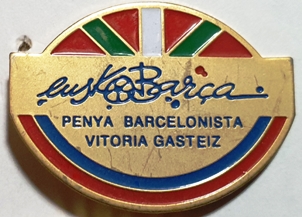 euskoBarça
PENYA BARCELONISTA
VITORIA GASTEIZ